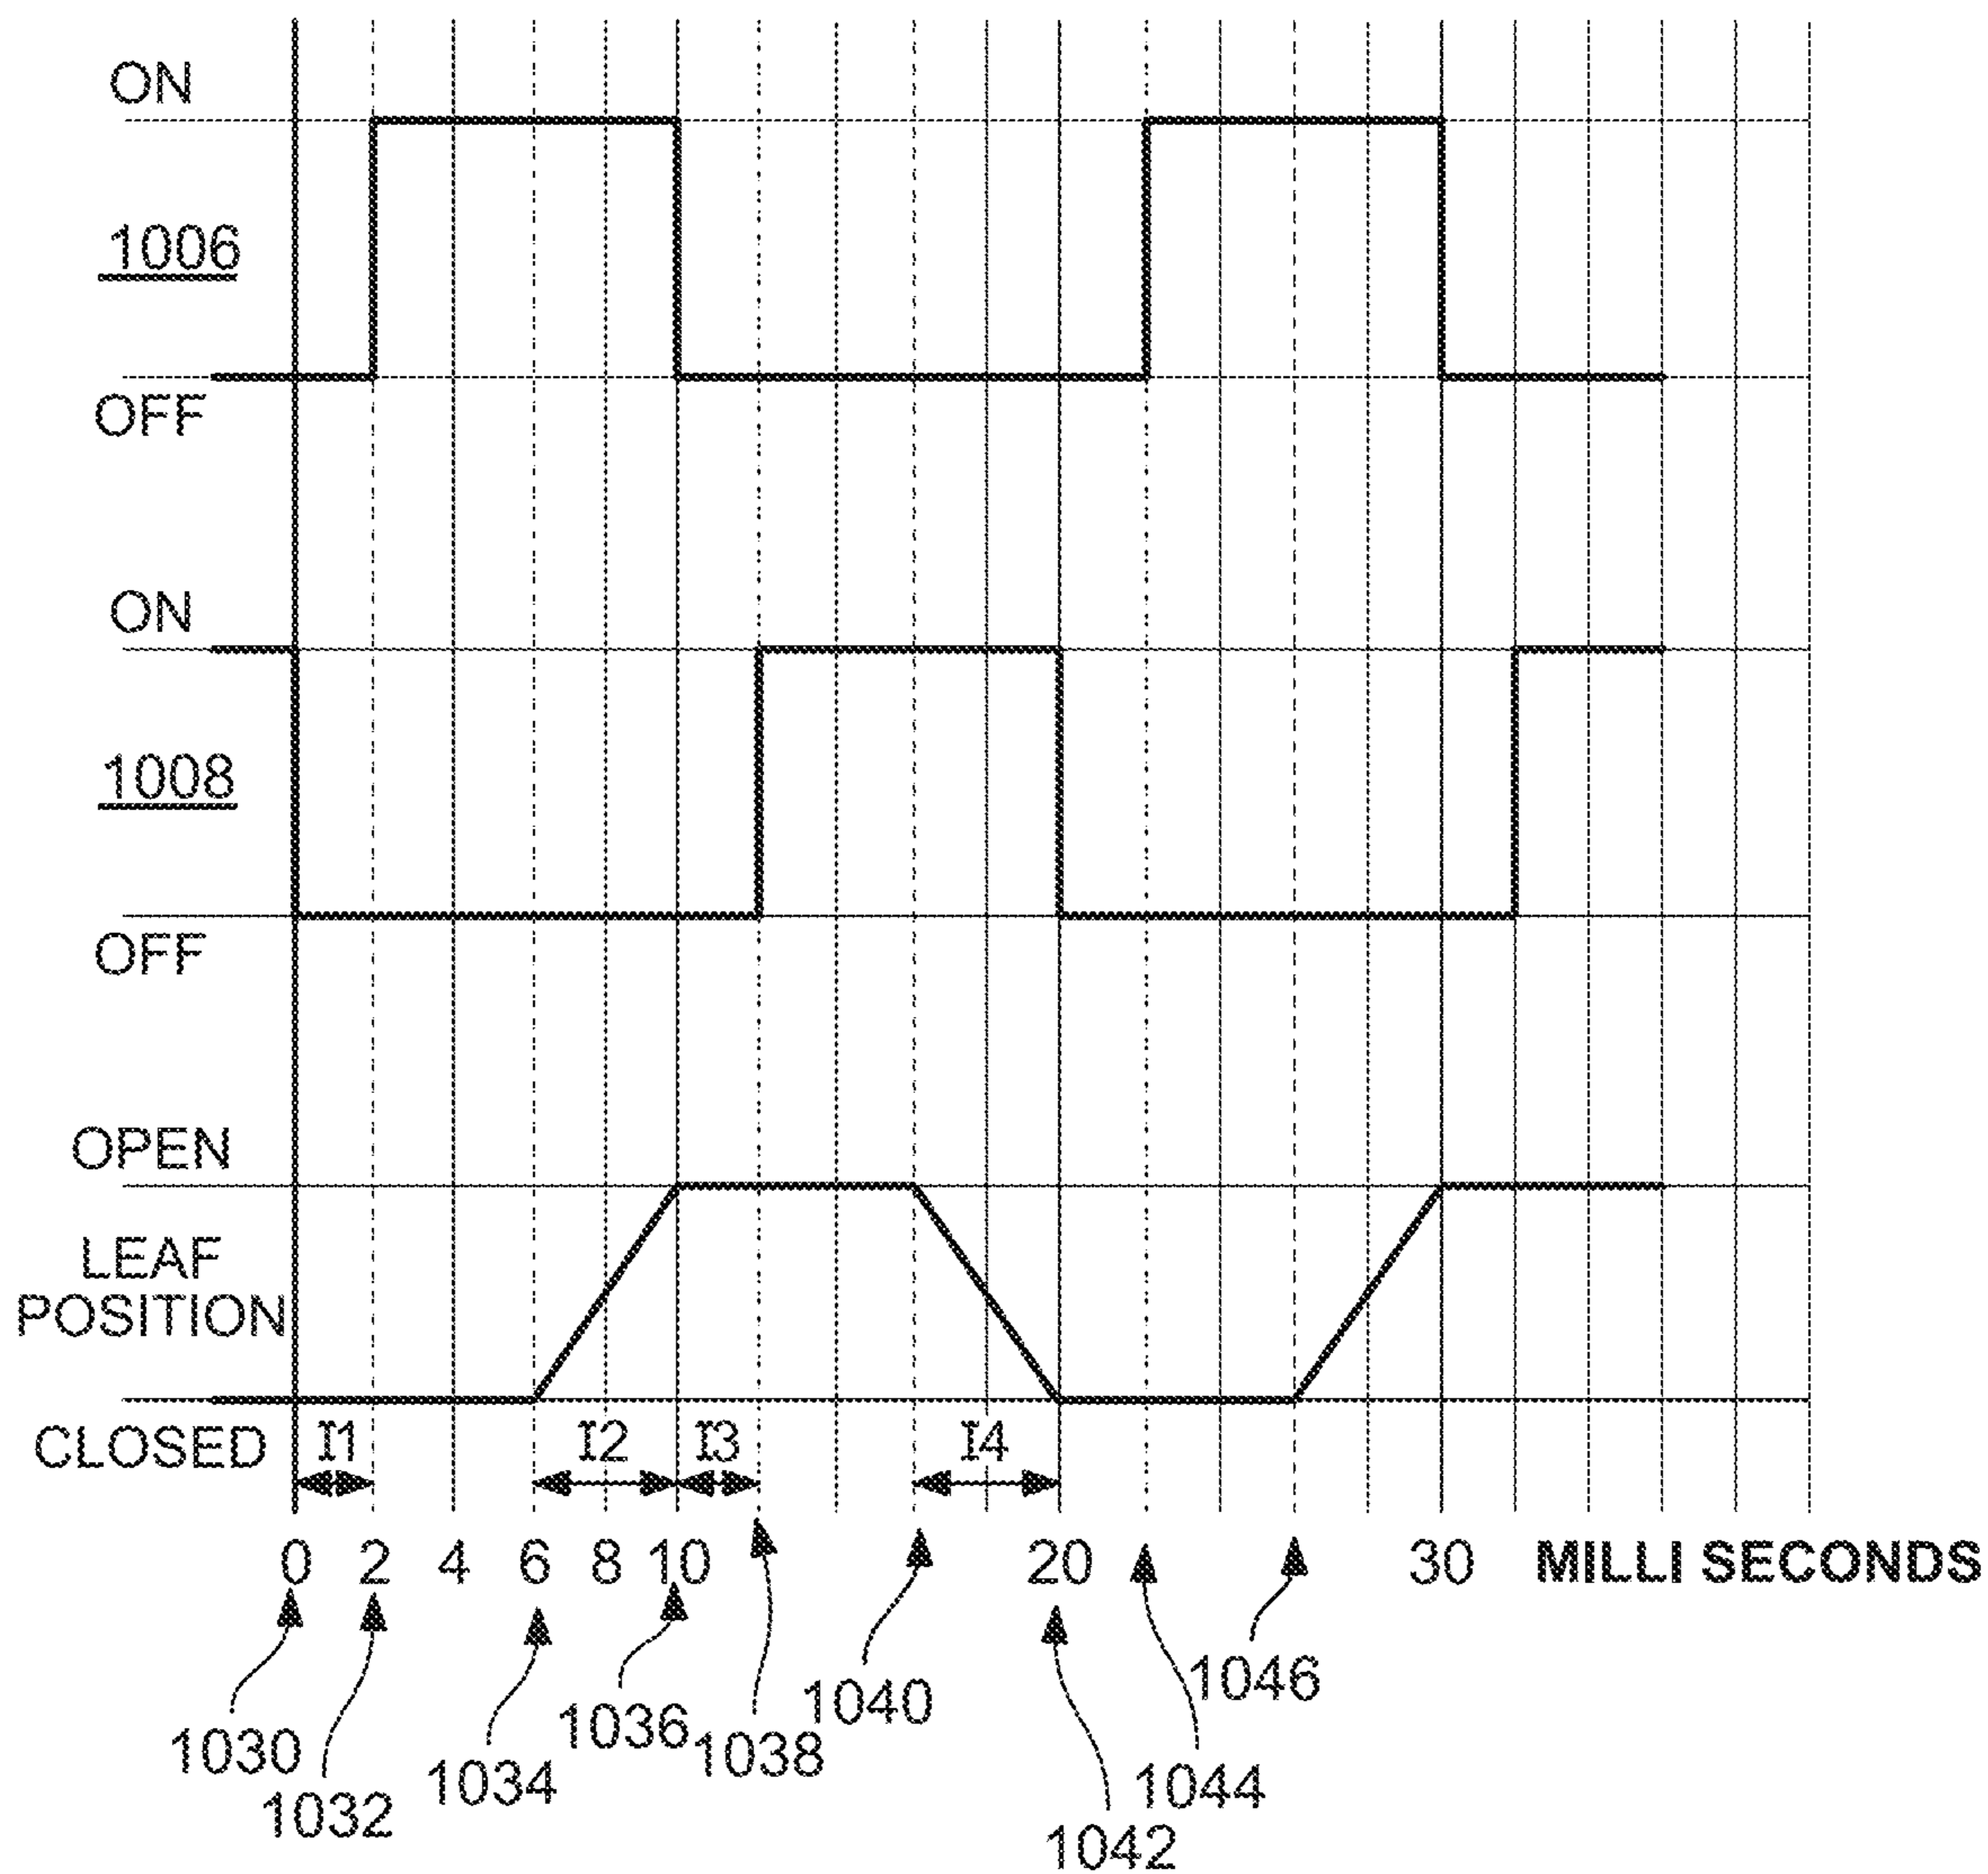 ON
1006
OFF
ON
1008
OFF
OPEN
LEAF
POSITION
CLOSED
I1 I2 I3 I4
0 2 4 6 8 10 20 30 MILLI SECONDS
1030
1032
1034
1036
1038
1040
1042
1044
1046